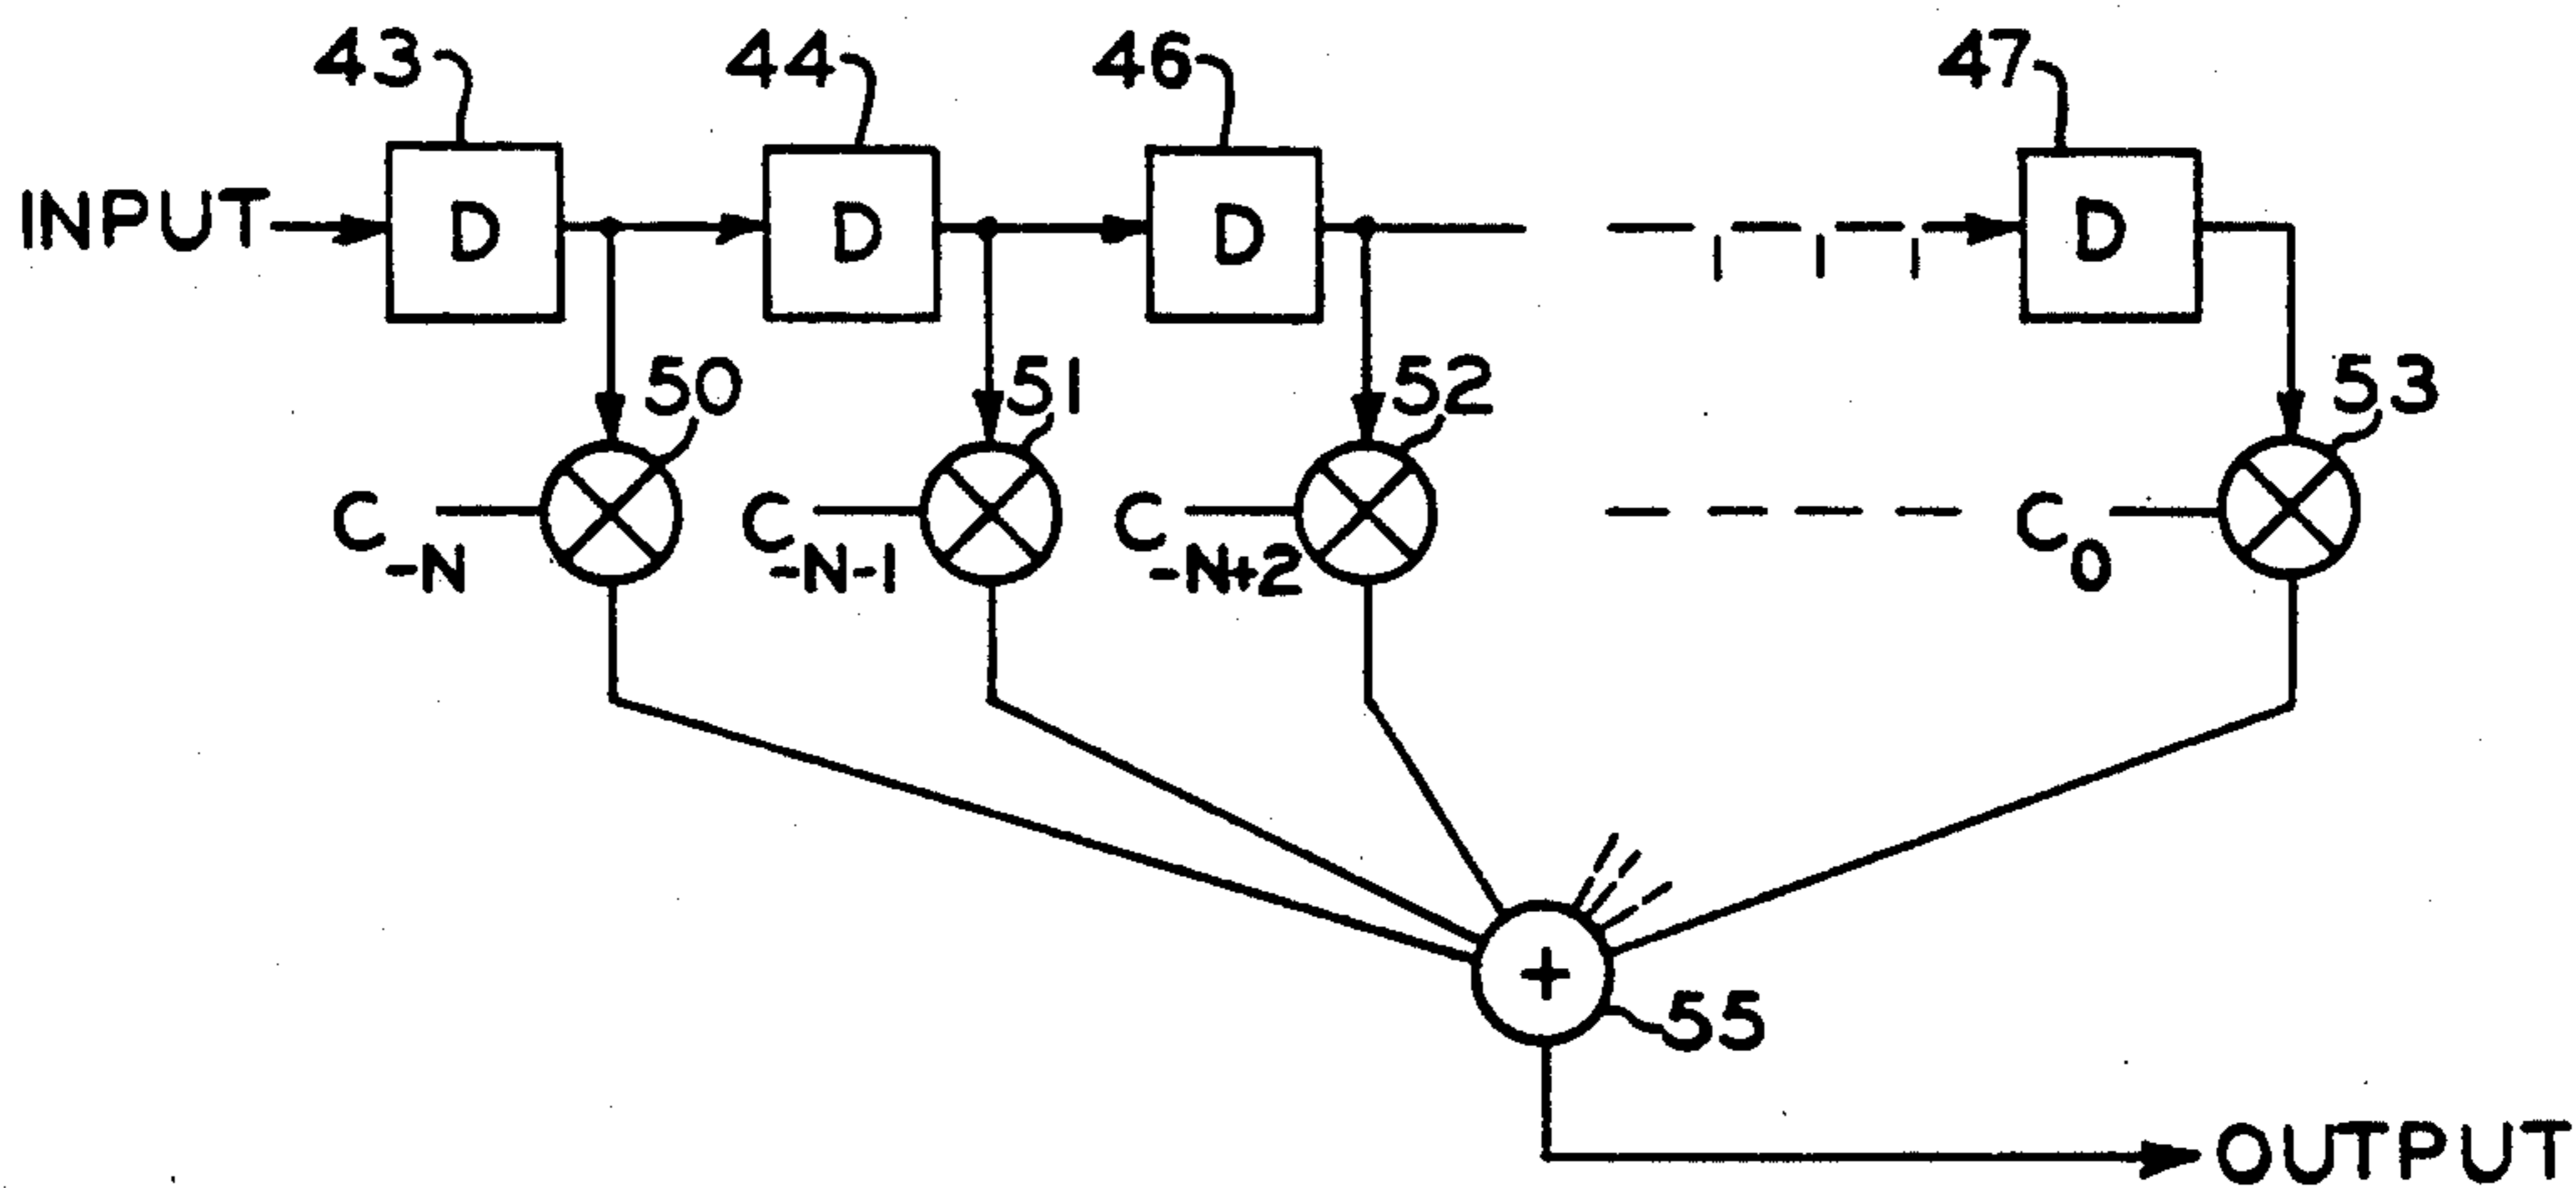 43 44 46 47
INPUT D D D D
50 51 52 53
C-N C-N-1 C-N+2 C0
+
55
OUTPUT